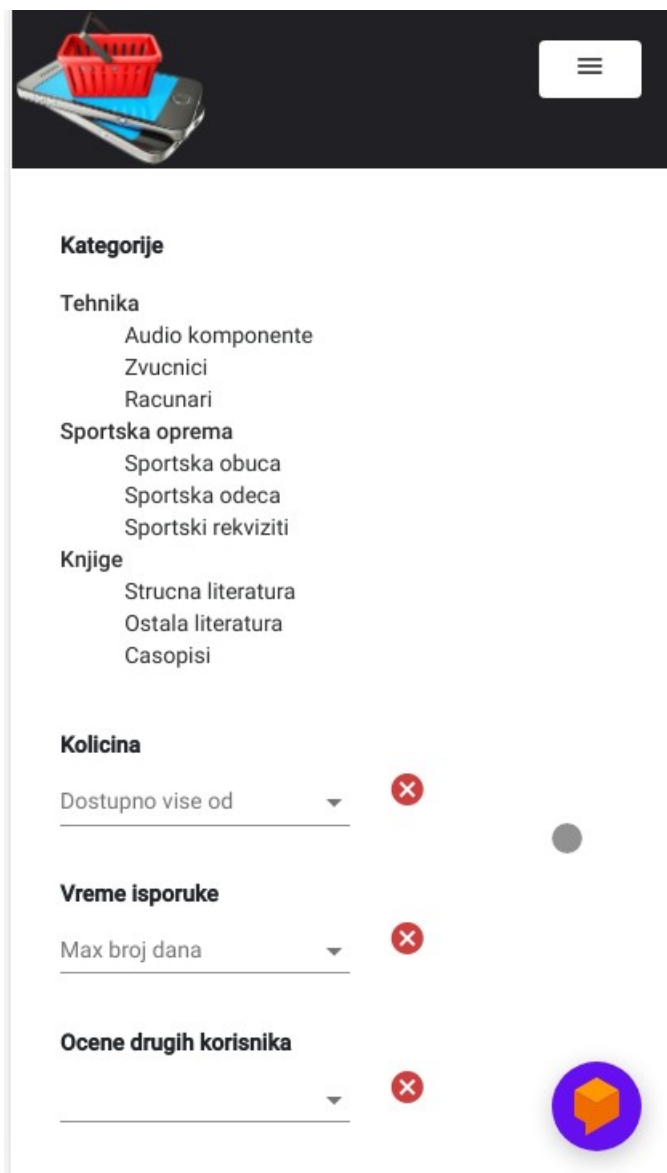 Kategorije
Tehnika
Audio komponente
Zvucnici
Racunari
Sportska oprema
Sportska obuca
Sportska odeca
Sportski rekviziti
Knjige
Strucna literatura
Ostala literatura
Casopisi
Kolicina
Dostupno vise od
Vreme isporuke
Max broj dana
Ocene drugih korisnika